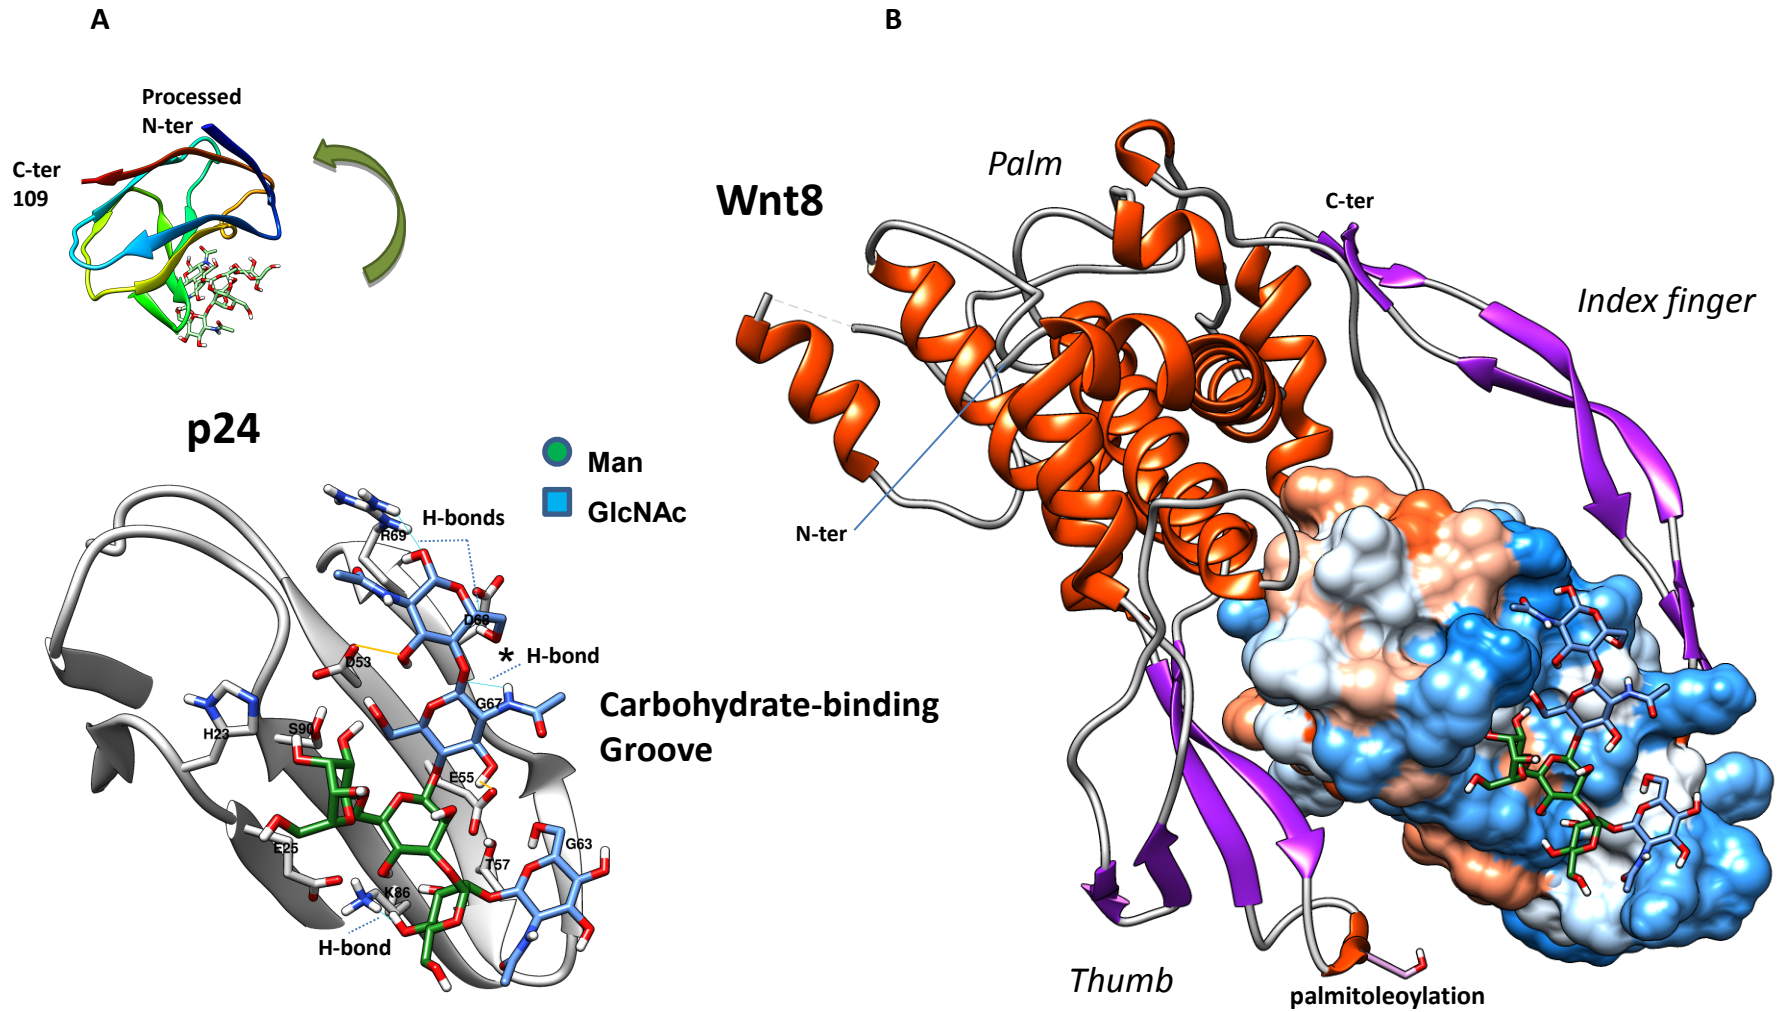 A
Processed
N-ter
C-ter
109
p24
Man
GlcNAc
H-bonds
R69
D68
D53
*
H-bond
G67
H23
S90
Carbohydrate-binding
Groove
E55
G63
T57
E25
K86
H-bond
B
Palm
Wnt8
C-ter
Index finger
N-ter
Thumb
palmitoleoylation